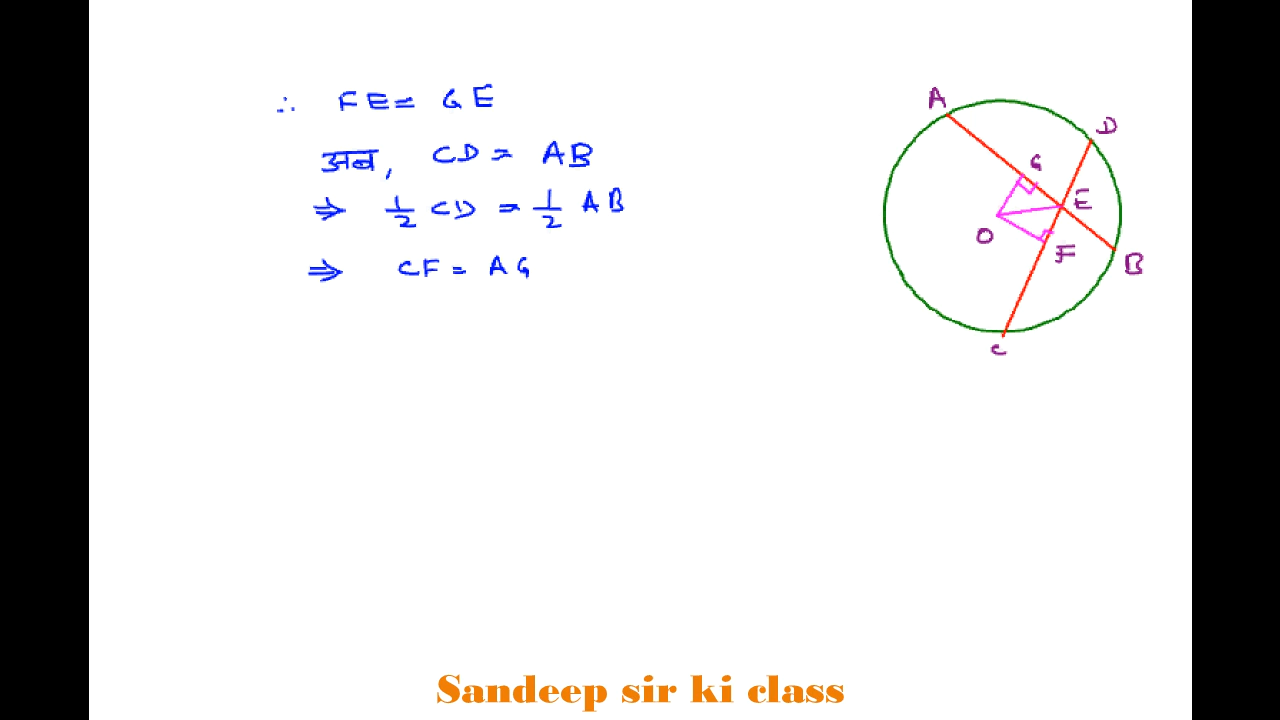 ∴ FE = GE
अब, CD = AB
⇒ 1/2 CD = 1/2 AB
⇒ CF = AG
A
D
G
E
O
F
B
C
Sandeep sir ki class